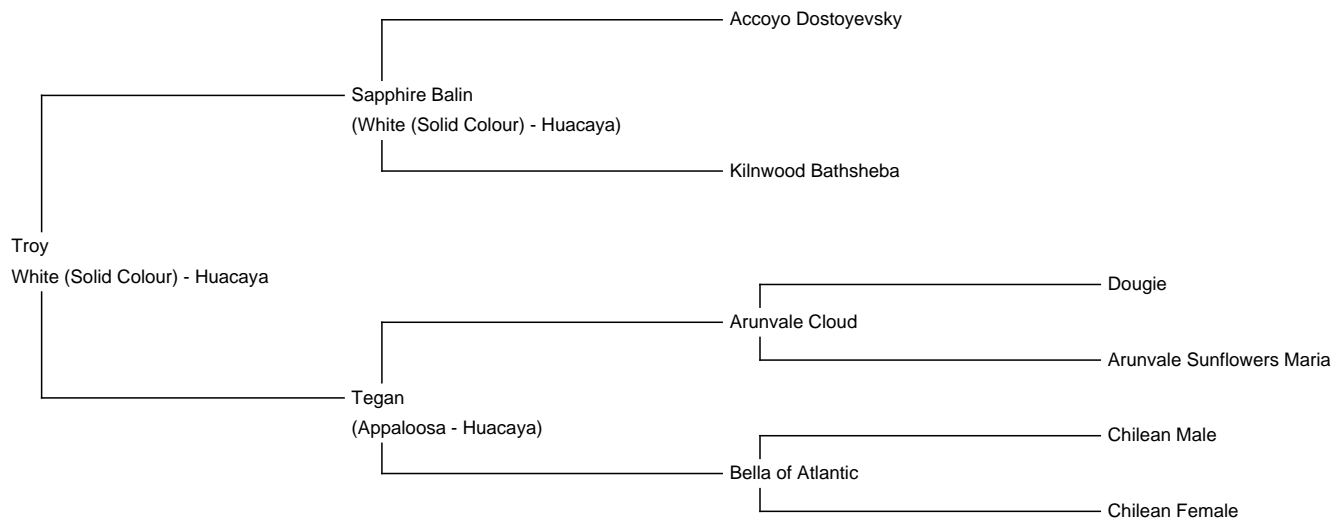 Accoyo Dostoyevsky
Sapphire Balin
(White (Solid Colour) - Huacaya)
Kilnwood Bathsheba
Troy
White (Solid Colour) - Huacaya
Dougie
Arunvale Cloud
Arunvale Sunflowers Maria
Tegan
(Appaloosa - Huacaya)
Chilean Male
Bella of Atlantic
Chilean Female